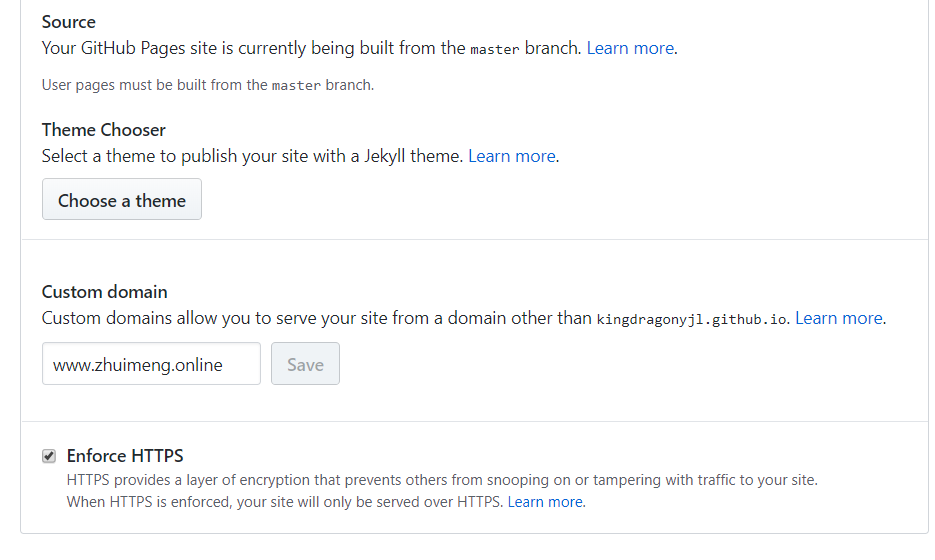 Source
Your GitHub Pages site is currently being built from the master branch. Learn more.
User pages must be built from the master branch.
Theme Chooser
Select a theme to publish your site with a Jekyll theme. Learn more.
Choose a theme
Custom domain
Custom domains allow you to serve your site from a domain other than kingdragonyjl.github.io. Learn more.
www.zhuimeng.online Save
Enforce HTTPS
HTTPS provides a layer of encryption that prevents others from snooping on or tampering with traffic to your site.
When HTTPS is enforced, your site will only be served over HTTPS. Learn more.